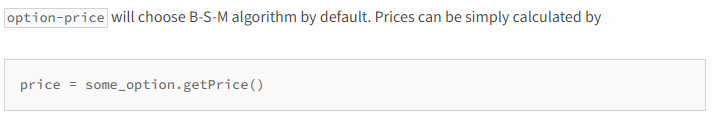 option-price will choose B-S-M algorithm by default. Prices can be simply calculated by
price = some_option.getPrice()